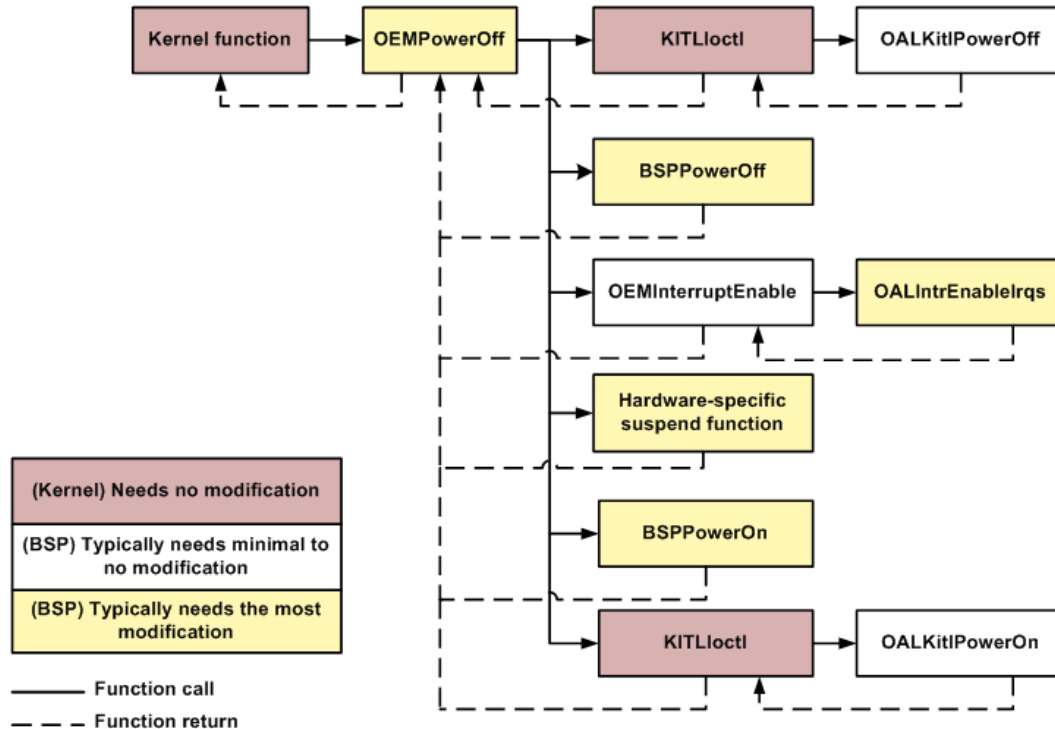 Kernel function
OEMPowerOff
KITLIoctl
OALKitlPowerOff
BSPPowerOff
OEMInterruptEnable
OALIntrEnableIrqs
Hardware-specific
suspend function
BSPPowerOn
KITLIoctl
OALKitlPowerOn
(Kernel) Needs no modification
(BSP) Typically needs minimal to
no modification
(BSP) Typically needs the most
modification
Function call
Function return